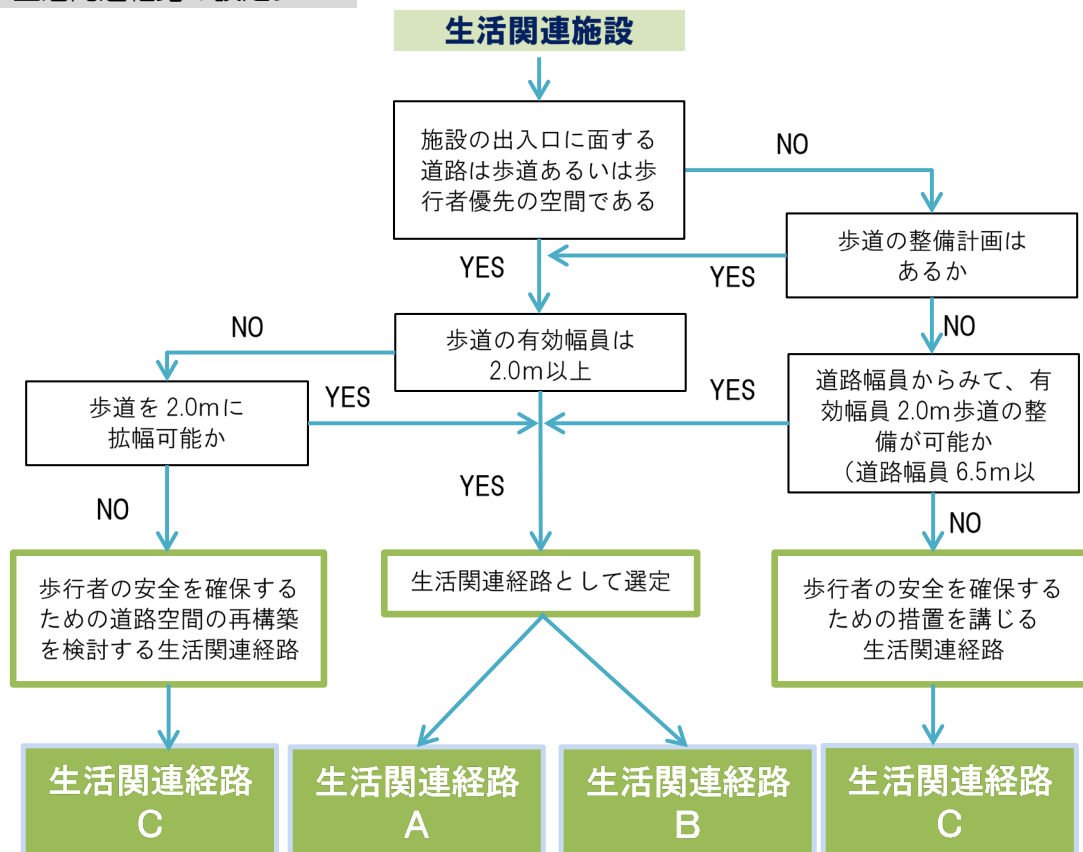 生活関連施設
施設の出入口に面する
道路は歩道あるいは歩
行者優先の空間である
NO
歩道の整備計画は
あるか
YES
YES
NO
NO
歩道の有効幅員は
2.0m以上
道路幅員からみて、有
効幅員 2.0m歩道の整
備が可能か
（道路幅員 6.5m以
歩道を 2.0mに
拡幅可能か
YES
YES
YES
NO
NO
歩行者の安全を確保する
ための道路空間の再構築
を検討する生活関連経路
生活関連経路として選定
歩行者の安全を確保する
ための措置を講じる
生活関連経路
生活関連経路
C
生活関連経路
A
生活関連経路
B
生活関連経路
C